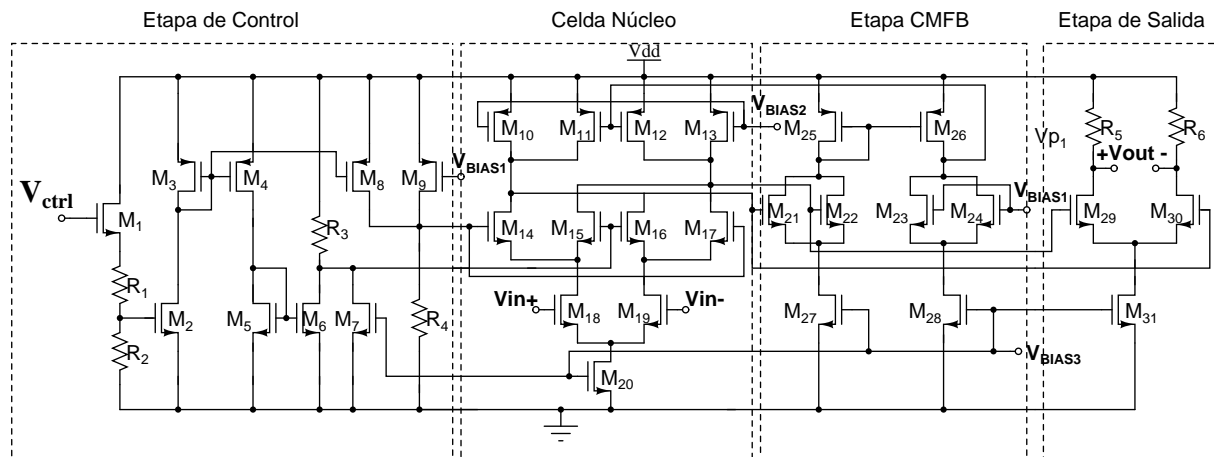 Etapa de Control
Celda Núcleo
Etapa CMFB
Etapa de Salida
Vdd
M10
M11
M12
M13
VBIAS2
M25
M26
Vp1
R5
R6
+Vout -
M3
M4
M8
M9
VBIAS1
Vctrl
M1
R3
M14
M15
M16
M17
M21
M22
M23
M24
VBIAS1
M29
M30
R1
R2
M2
M5
M6
M7
R4
Vin+
M18
M19
Vin-
M27
M28
M31
M20
VBIAS3